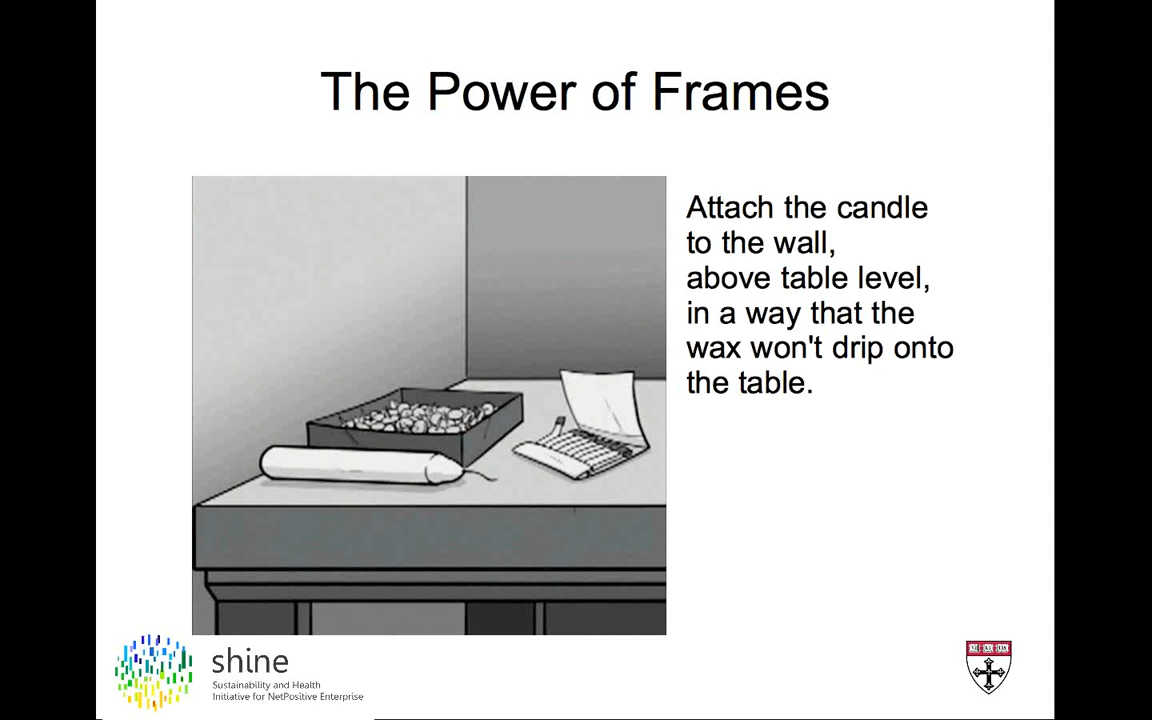 The Power of Frames
Attach the candle
to the wall,
above table level,
in a way that the
wax won't drip onto
the table.
shine
Sustainability and Health
Initiative for NetPositive Enterprise